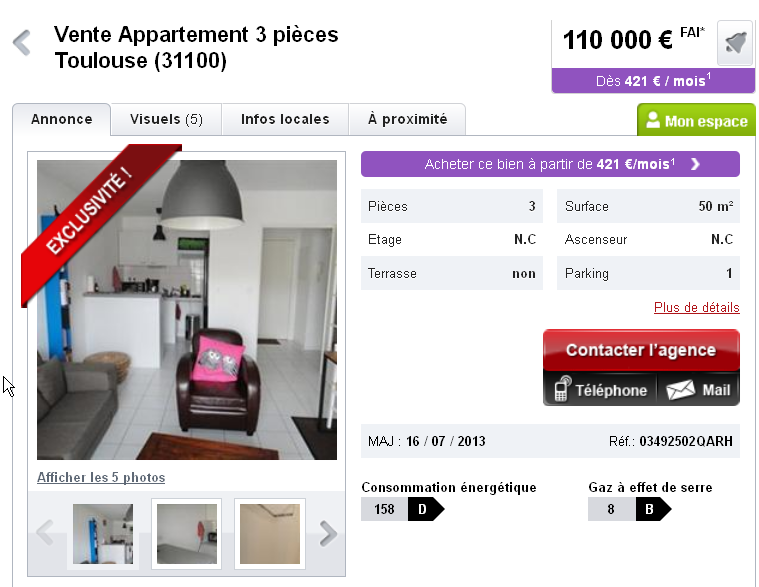 Vente Appartement 3 pièces
Toulouse (31100)
110 000 € FAI*
Dès 421 € / mois¹
Annonce
Visuels (5)
Infos locales
À proximité
Mon espace
EXCLUSIVITÉ !
Acheter ce bien à partir de 421 €/mois¹
Pièces 3
Surface 50 m²
Etage N.C
Ascenseur N.C
Terrasse non
Parking 1
Plus de détails
Contacter l'agence
Téléphone
Mail
MAJ : 16 / 07 / 2013
Réf.: 03492502QARH
Afficher les 5 photos
Consommation énergétique
158 D
Gaz à effet de serre
8 B